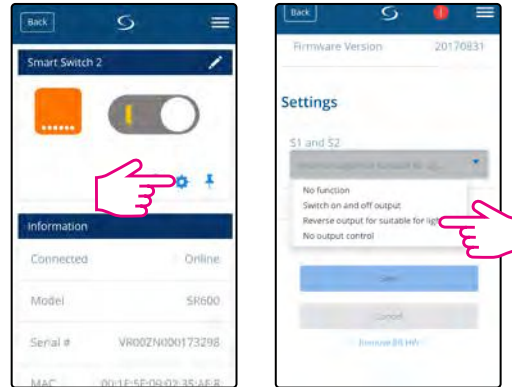 Back
Smart Switch 2
Information
Connected Online
Model SR600
Serial # VR00ZN000173298
MAC 00:1E:5E:09:02:35:AE:8
Back
Firmware Version 20170831
Settings
S1 and S2
No function
Switch on and off output
Reverse output for suitable for lig
No output control
Save
Cancel
Remove